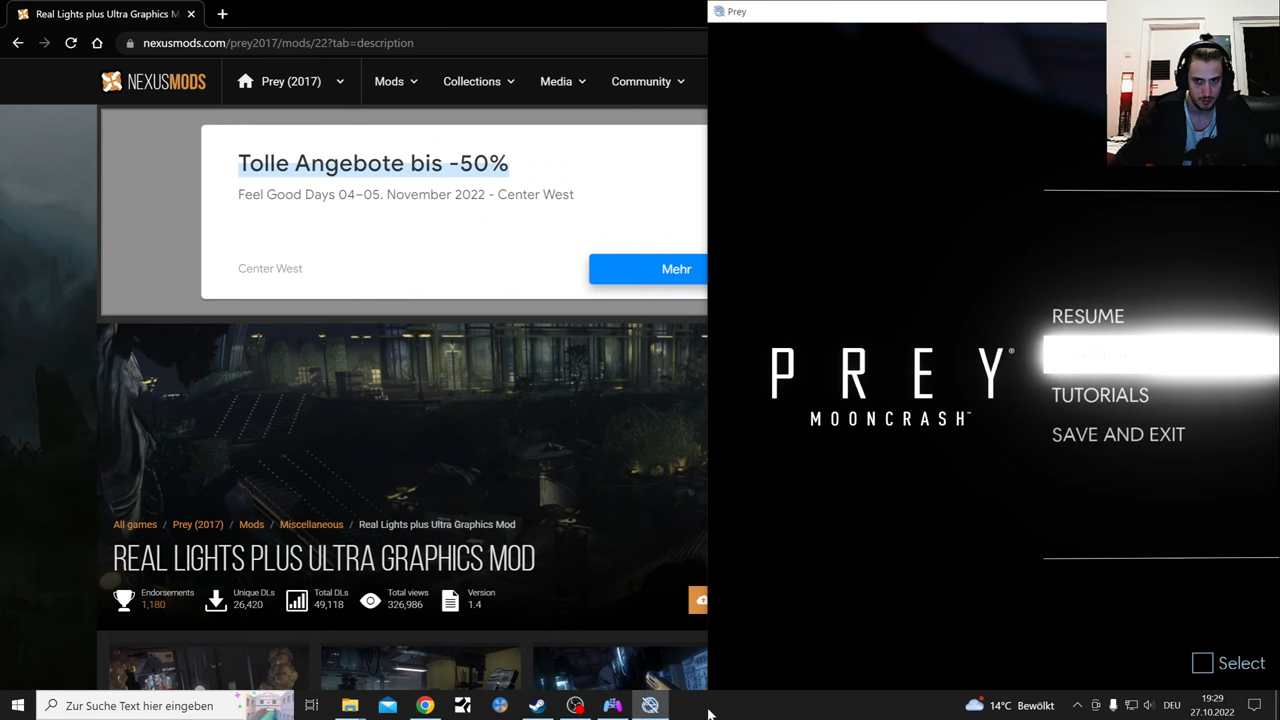 Real Lights plus Ultra Graphics M
nexusmods.com/prey2017/mods/22?tab=description
NEXUSMODS
Prey (2017)
Mods
Collections
Media
Community
Tolle Angebote bis -50%
Feel Good Days 04–05. November 2022 - Center West
Center West
Mehr
All games / Prey (2017) / Mods / Miscellaneous / Real Lights plus Ultra Graphics Mod
REAL LIGHTS PLUS ULTRA GRAPHICS MOD
Endorsements
1,180
Unique DLs
26,420
Total DLs
49,118
Total views
326,986
Version
1.4
Prey
PREY®
MOONCRASH™
RESUME
TUTORIALS
SAVE AND EXIT
Select
Zur Suche Text hier eingeben
14°C Bewölkt
DEU
19:29
27.10.2022